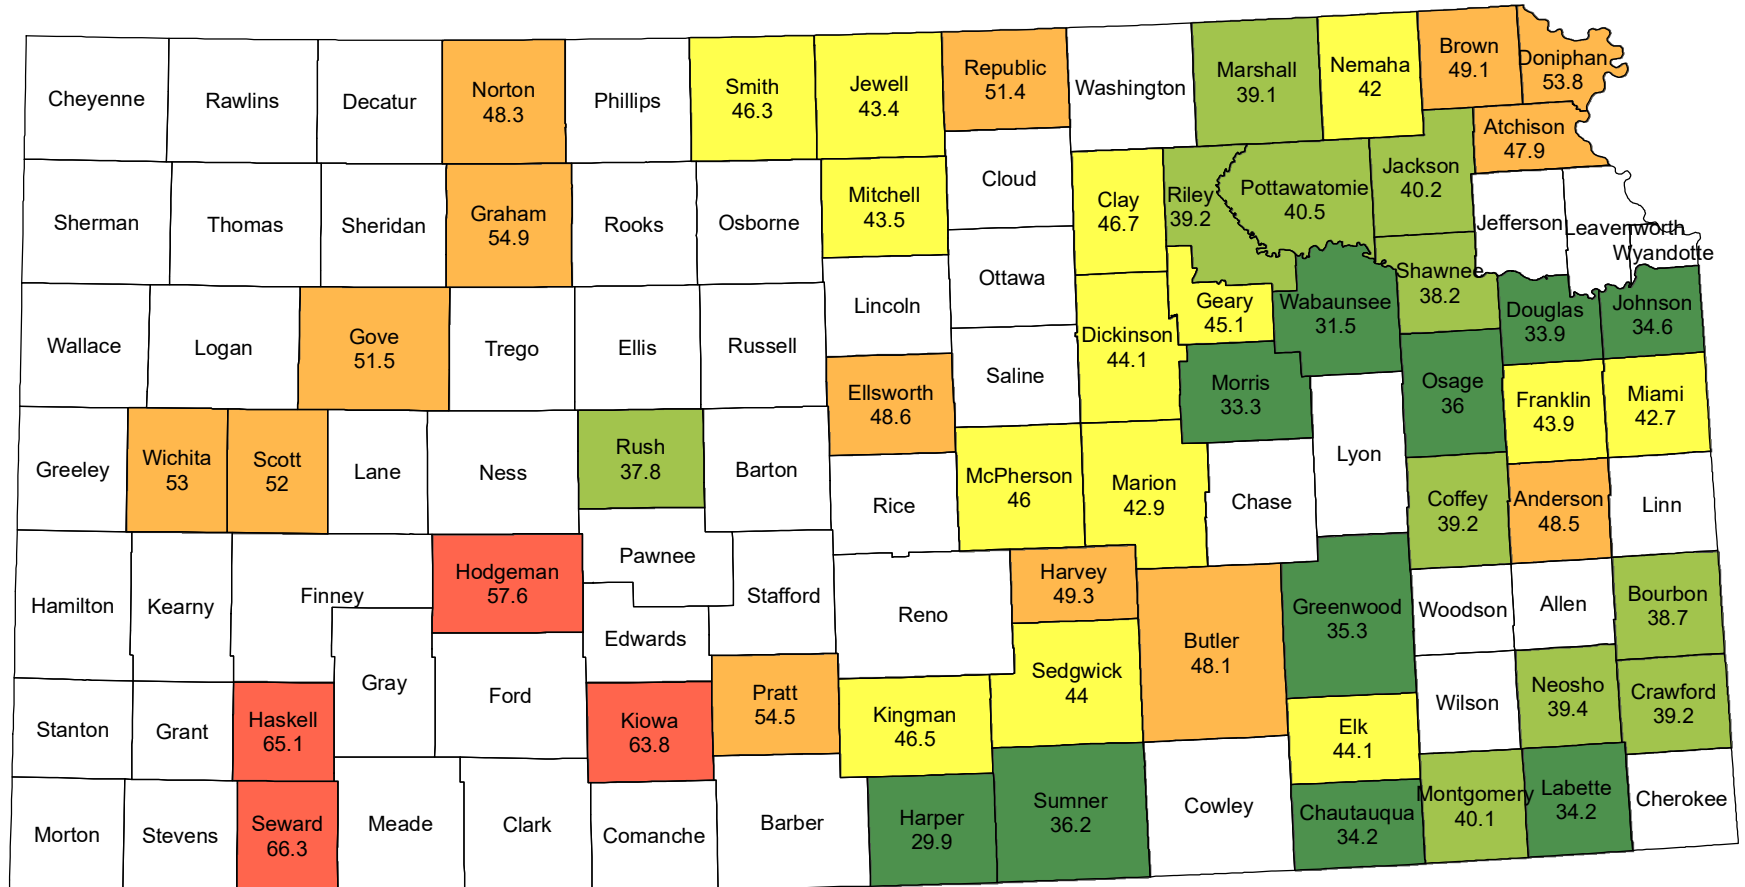 Cheyenne
Rawlins
Decatur
Norton
48.3
Phillips
Smith
46.3
Jewell
43.4
Republic
51.4
Washington
Marshall
39.1
Nemaha
42
Brown
49.1
Doniphan
53.8
Atchison
47.9
Sherman
Thomas
Sheridan
Graham
54.9
Rooks
Osborne
Mitchell
43.5
Cloud
Clay
46.7
Riley
39.2
Pottawatomie
40.5
Jackson
40.2
Jefferson
Leavenworth
Wyandotte
Wallace
Logan
Gove
51.5
Trego
Ellis
Russell
Lincoln
Ottawa
Dickinson
44.1
Geary
45.1
Wabaunsee
31.5
Shawnee
38.2
Douglas
33.9
Johnson
34.6
Ellsworth
48.6
Saline
Morris
33.3
Osage
36
Franklin
43.9
Miami
42.7
Greeley
Wichita
53
Scott
52
Lane
Ness
Rush
37.8
Barton
Rice
McPherson
46
Marion
42.9
Chase
Lyon
Coffey
39.2
Anderson
48.5
Linn
Hamilton
Kearny
Finney
Hodgeman
57.6
Pawnee
Stafford
Edwards
Reno
Harvey
49.3
Butler
48.1
Greenwood
35.3
Woodson
Allen
Bourbon
38.7
Stanton
Grant
Haskell
65.1
Gray
Ford
Kiowa
63.8
Pratt
54.5
Kingman
46.5
Sedgwick
44
Elk
44.1
Wilson
Neosho
39.4
Crawford
39.2
Morton
Stevens
Seward
66.3
Meade
Clark
Comanche
Barber
Harper
29.9
Sumner
36.2
Cowley
Chautauqua
34.2
Montgomery
40.1
Labette
34.2
Cherokee